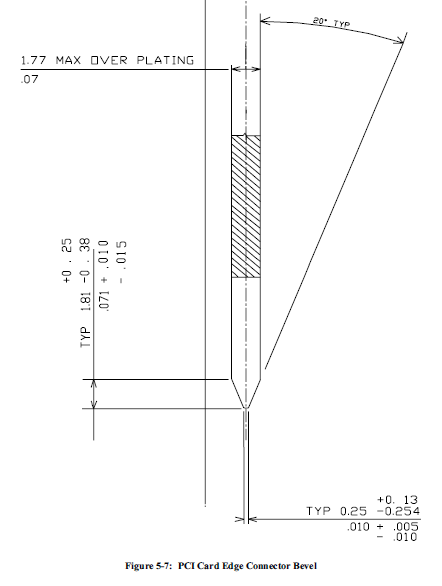 20° TYP
1.77 MAX OVER PLATING
.07
+0.25
TYP 1.81 -0.38
.071 + .010
- .015
+0.13
TYP 0.25 -0.254
.010 + .005
- .010
Figure 5-7: PCI Card Edge Connector Bevel